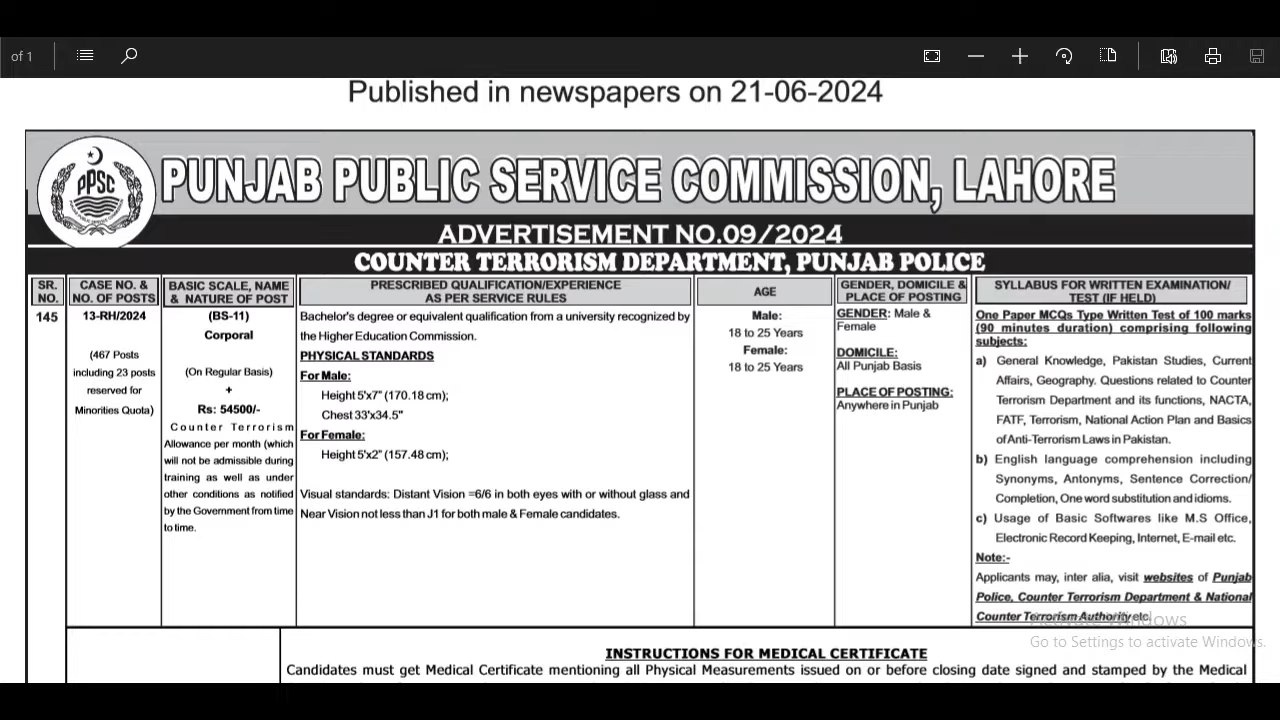 of 1
Published in newspapers on 21-06-2024
PPSC
PUNJAB PUBLIC SERVICE COMMISSION, LAHORE
ADVERTISEMENT NO.09/2024
COUNTER TERRORISM DEPARTMENT, PUNJAB POLICE
SR.
NO.
CASE NO. &
NO. OF POSTS
BASIC SCALE, NAME
& NATURE OF POST
PRESCRIBED QUALIFICATION/EXPERIENCE
AS PER SERVICE RULES
AGE
GENDER, DOMICILE &
PLACE OF POSTING
SYLLABUS FOR WRITTEN EXAMINATION/
TEST (IF HELD)
145
13-RH/2024
(467 Posts
including 23 posts
reserved for
Minorities Quota)
(BS-11)
Corporal
(On Regular Basis)
+
Rs: 54500/-
Counter Terrorism
Allowance per month (which
will not be admissible during
training as well as under
other conditions as notified
by the Government from time
to time.
Bachelor's degree or equivalent qualification from a university recognized by
the Higher Education Commission.
PHYSICAL STANDARDS
For Male:
Height 5'x7" (170.18 cm);
Chest 33'x34.5"
For Female:
Height 5'x2" (157.48 cm);
Visual standards: Distant Vision =6/6 in both eyes with or without glass and
Near Vision not less than J1 for both male & Female candidates.
Male:
18 to 25 Years
Female:
18 to 25 Years
GENDER: Male &
Female
DOMICILE:
All Punjab Basis
PLACE OF POSTING:
Anywhere in Punjab
One Paper MCQs Type Written Test of 100 marks
(90 minutes duration) comprising following
subjects:
a) General Knowledge, Pakistan Studies, Current
Affairs, Geography. Questions related to Counter
Terrorism Department and its functions, NACTA,
FATF, Terrorism, National Action Plan and Basics
of Anti-Terrorism Laws in Pakistan.
b) English language comprehension including
Synonyms, Antonyms, Sentence Correction/
Completion, One word substitution and idioms.
c) Usage of Basic Softwares like M.S Office,
Electronic Record Keeping, Internet, E-mail etc.
Note:-
Applicants may, inter alia, visit websites of Punjab
Police, Counter Terrorism Department & National
Counter Terrorism Authority etc.
Activate Windows
Go to Settings to activate Windows.
INSTRUCTIONS FOR MEDICAL CERTIFICATE
Candidates must get Medical Certificate mentioning all Physical Measurements issued on or before closing date signed and stamped by the Medical